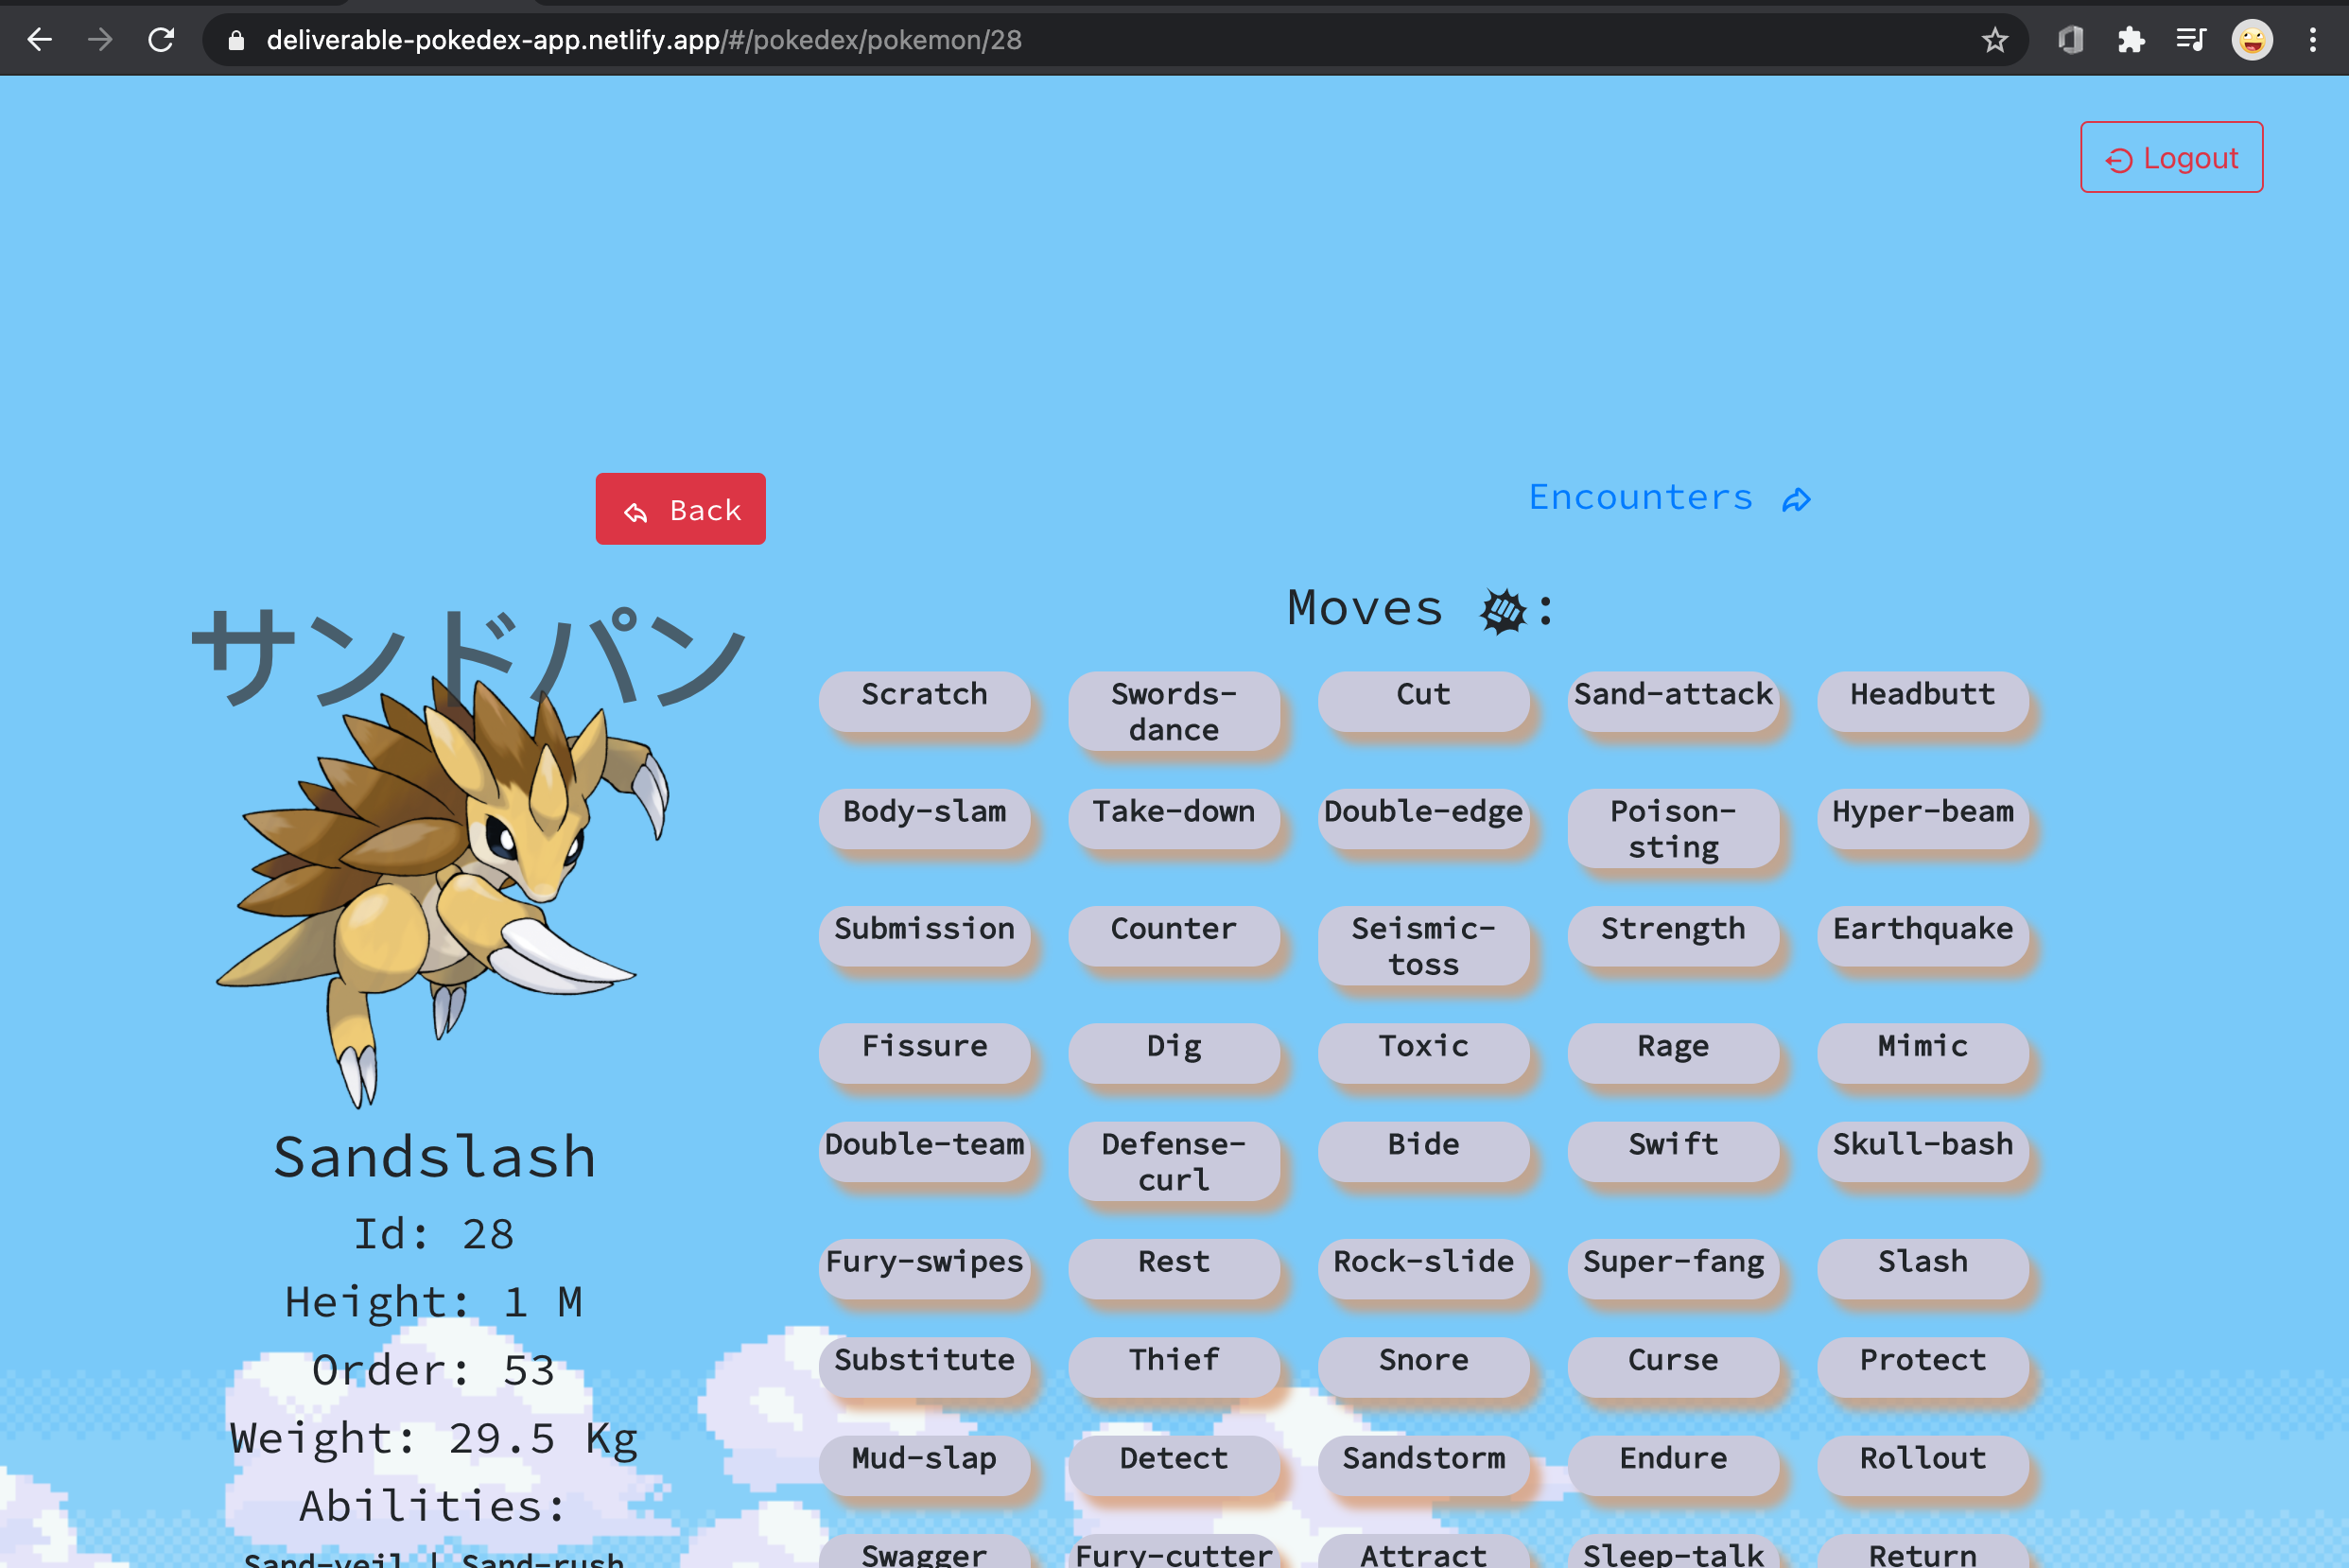 deliverable-pokedex-app.netlify.app/#/pokedex/pokemon/28
Logout
Back
Encounters
サンドパン
Sandslash
Id: 28
Height: 1 M
Order: 53
Weight: 29.5 Kg
Abilities:
Sand-veil | Sand-rush
Moves :
Scratch
Swords-
dance
Cut
Sand-attack
Headbutt
Body-slam
Take-down
Double-edge
Poison-
sting
Hyper-beam
Submission
Counter
Seismic-
toss
Strength
Earthquake
Fissure
Dig
Toxic
Rage
Mimic
Double-team
Defense-
curl
Bide
Swift
Skull-bash
Fury-swipes
Rest
Rock-slide
Super-fang
Slash
Substitute
Thief
Snore
Curse
Protect
Mud-slap
Detect
Sandstorm
Endure
Rollout
Swagger
Fury-cutter
Attract
Sleep-talk
Return